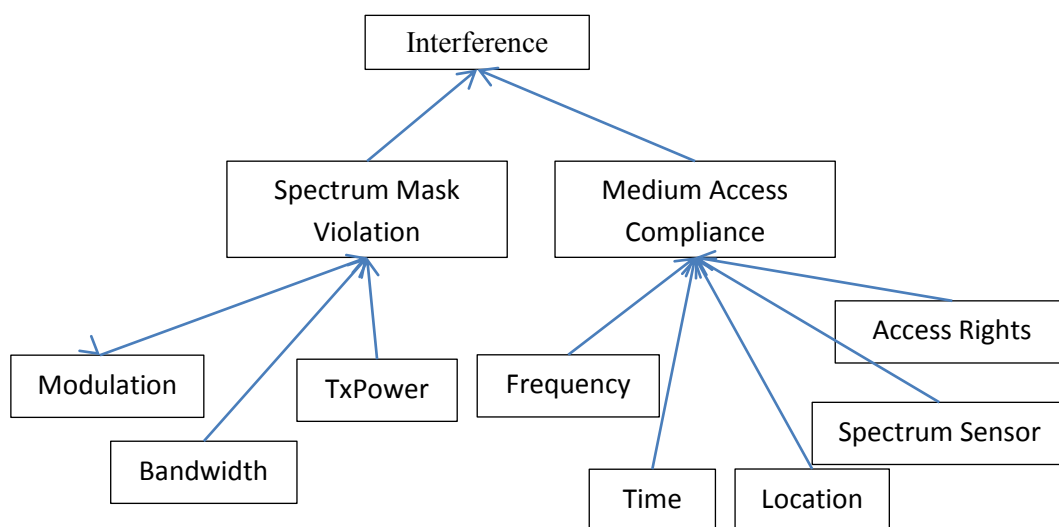 Interference
Spectrum Mask
Violation
Medium Access
Compliance
Access Rights
Modulation
TxPower
Frequency
Spectrum Sensor
Bandwidth
Time
Location